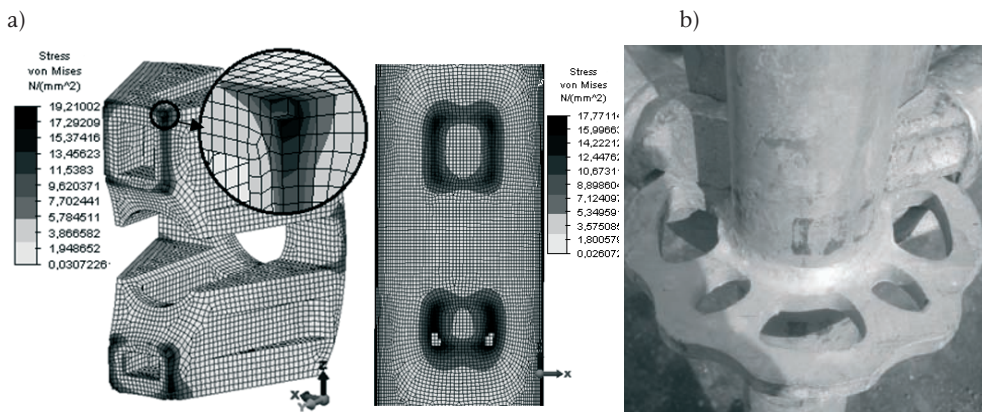 a)
b)
Stress
von Mises
N/(mm^2)
19,21002
17,29209
15,37416
13,45623
11,5383
9,620371
7,702441
5,784511
3,866582
1,948652
0,0307226
Z
X
Y
Stress
von Mises
N/(mm^2)
17,7711
15,9966
14,2221
12,4476
10,6731
8,89860
7,12409
5,34959
3,57508
1,80057
0,02607
X